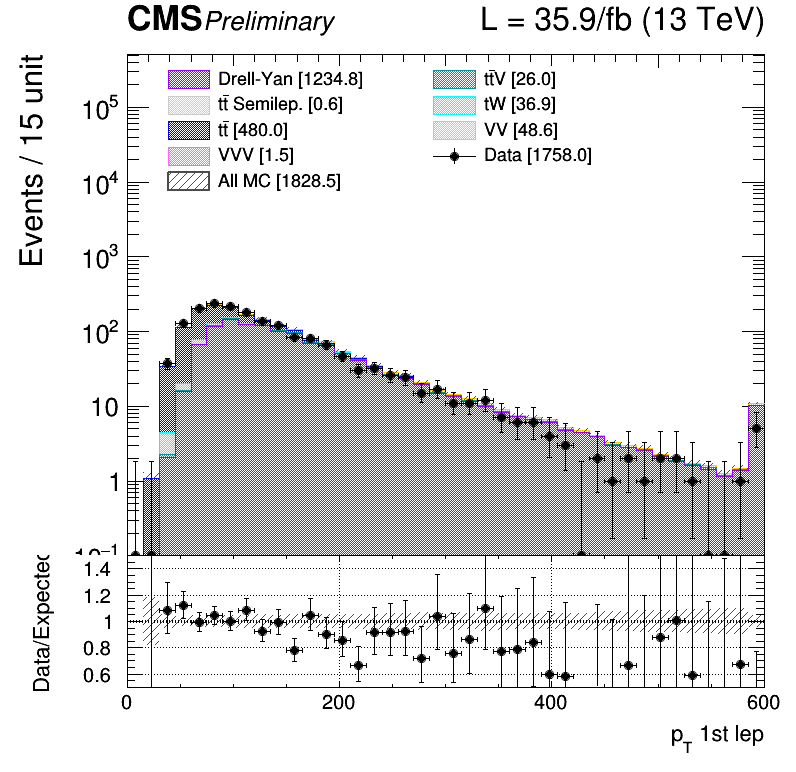 CMS Preliminary L = 35.9/fb (13 TeV)
Events / 15 unit
Drell-Yan [1234.8]
tt̄ Semilep. [0.6]
tt̄ [480.0]
VVV [1.5]
All MC [1828.5]
tt̄V [26.0]
tW [36.9]
VV [48.6]
Data [1758.0]
10⁵
10⁴
10³
10²
10
1
10⁻¹
Data/Expected
1.4
1.2
1
0.8
0.6
0 200 400 600
p_T 1st lep